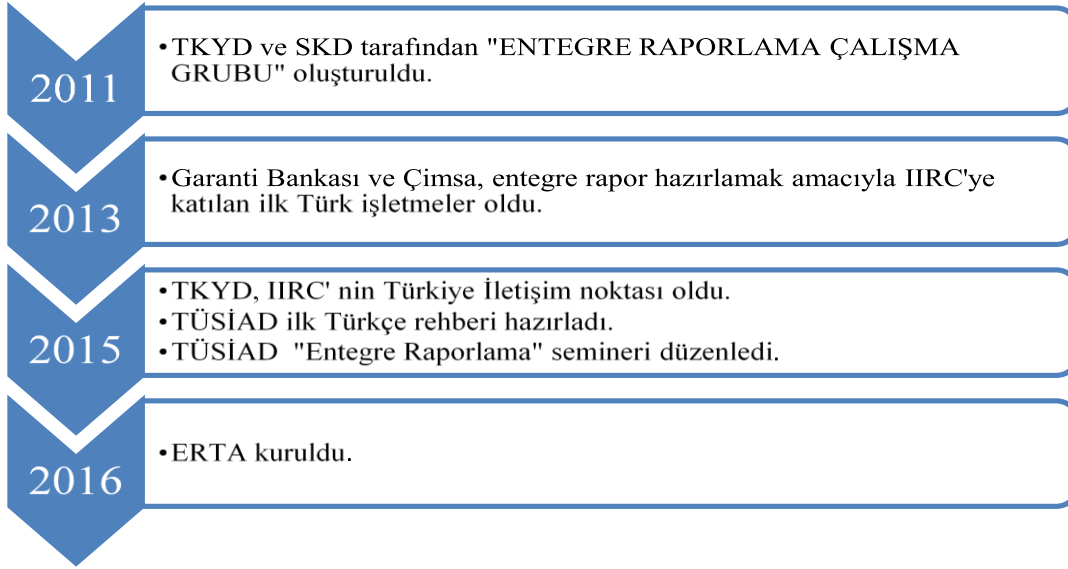 2011
•TKYD ve SKD tarafından "ENTEGRE RAPORLAMA ÇALIŞMA
GRUBU" oluşturuldu.
2013
•Garanti Bankası ve Çimsa, entegre rapor hazırlamak amacıyla IIRC'ye
katılan ilk Türk işletmeler oldu.
2015
•TKYD, IIRC' nin Türkiye İletişim noktası oldu.
•TÜSİAD ilk Türkçe rehberi hazırladı.
•TÜSİAD "Entegre Raporlama" semineri düzenledi.
2016
•ERTA kuruldu.